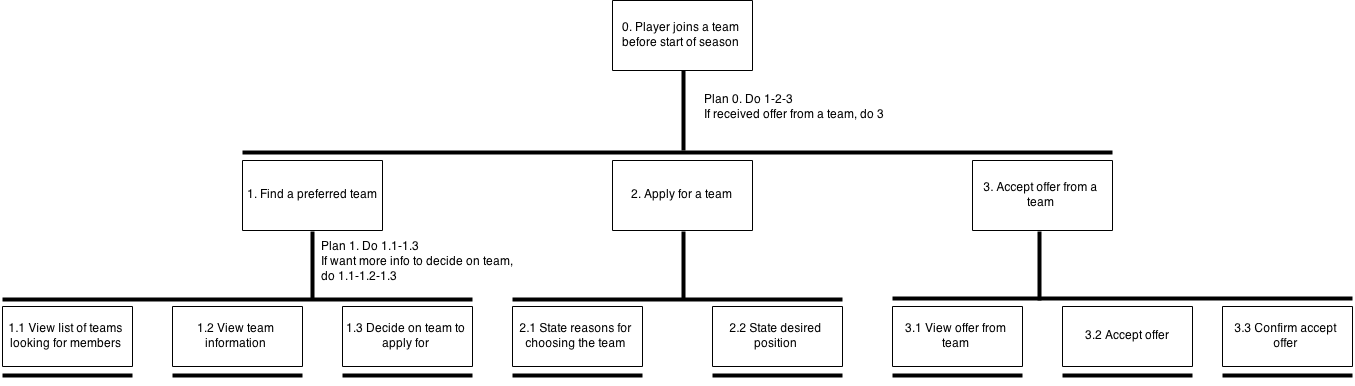 0. Player joins a team
before start of season
Plan 0. Do 1-2-3
If received offer from a team, do 3
1. Find a preferred team
2. Apply for a team
3. Accept offer from a
team
Plan 1. Do 1.1-1.3
If want more info to decide on team,
do 1.1-1.2-1.3
1.1 View list of teams
looking for members
1.2 View team
information
1.3 Decide on team to
apply for
2.1 State reasons for
choosing the team
2.2 State desired
position
3.1 View offer from
team
3.2 Accept offer
3.3 Confirm accept
offer